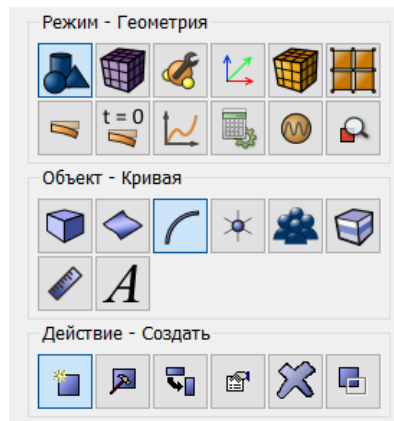 Режим - Геометрия
t = 0
Объект - Кривая
A
Действие - Создать